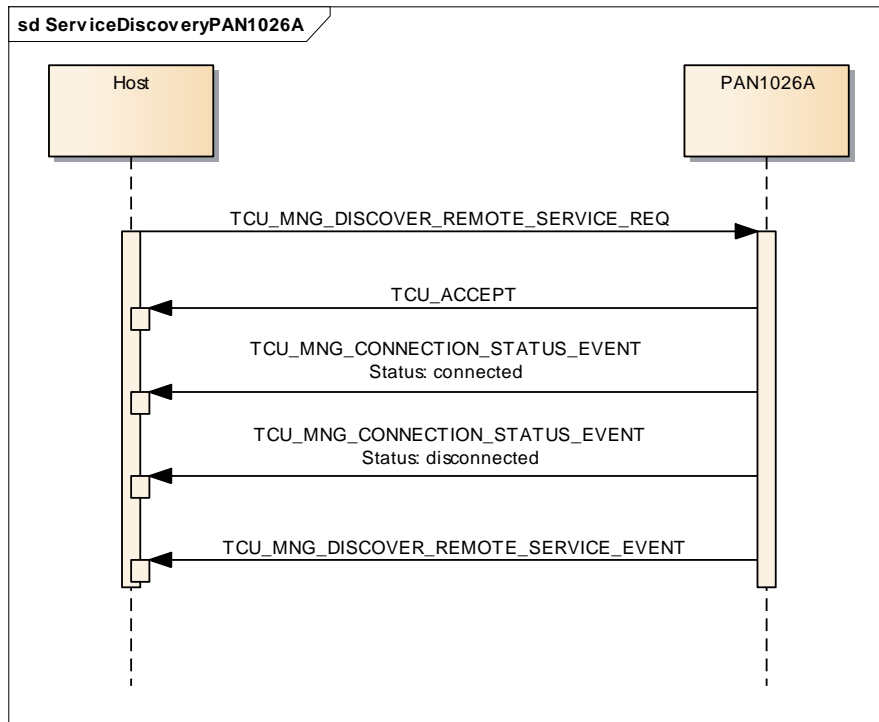 sd ServiceDiscoveryPAN1026A
Host
PAN1026A
TCU_MNG_DISCOVER_REMOTE_SERVICE_REQ
TCU_ACCEPT
TCU_MNG_CONNECTION_STATUS_EVENT
Status: connected
TCU_MNG_CONNECTION_STATUS_EVENT
Status: disconnected
TCU_MNG_DISCOVER_REMOTE_SERVICE_EVENT